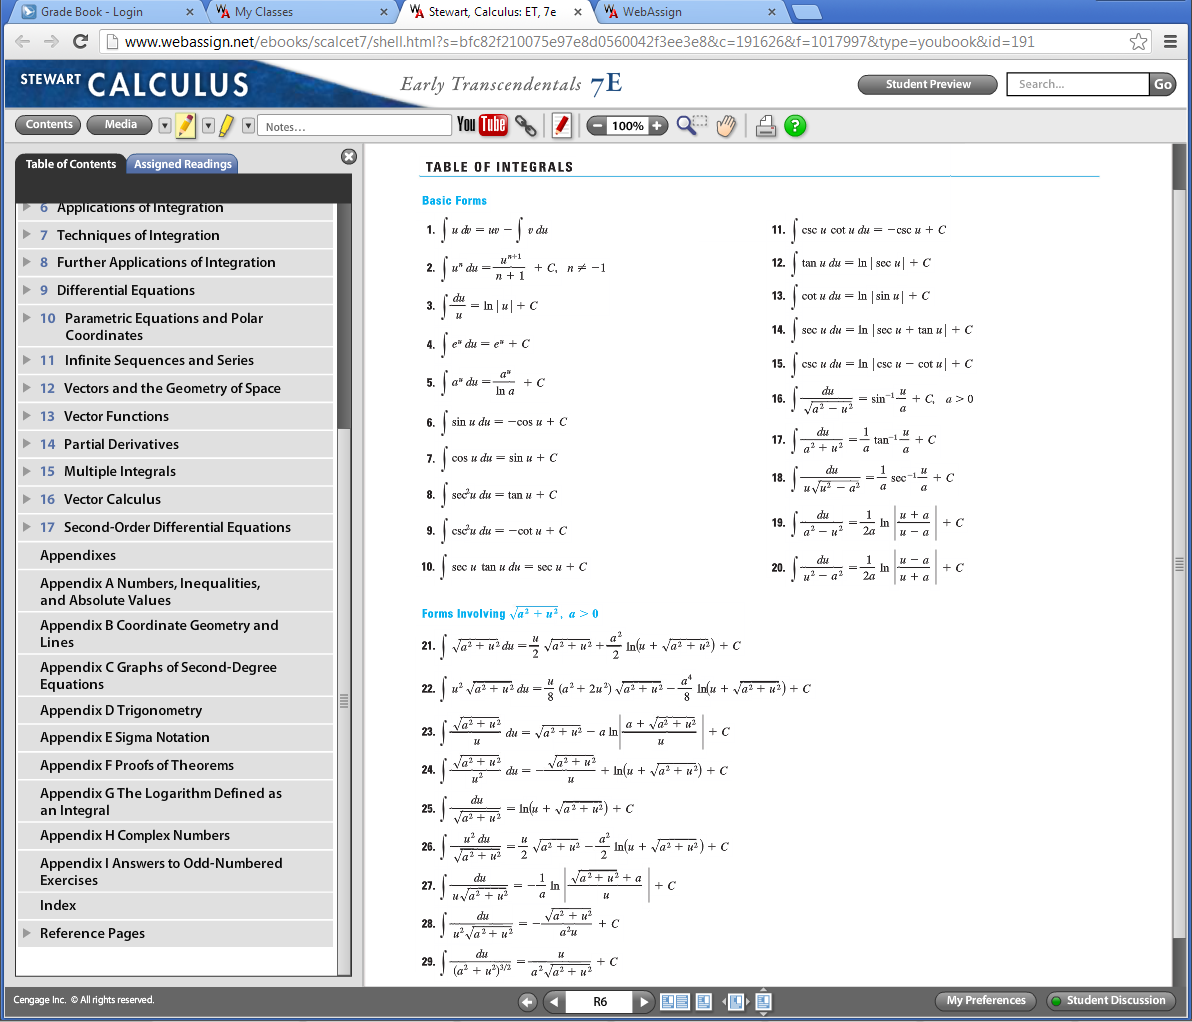 Grade Book - Login
My Classes
Stewart, Calculus: ET, 7e
WebAssign
www.webassign.net/ebooks/scalcet7/shell.html?s=bfc82f210075e97e8d0560042f3ee3e8&c=191626&f=1017997&type=youbook&id=191
STEWART CALCULUS
Early Transcendentals 7E
Student Preview
Search...
Go
Contents
Media
Notes...
You Tube
100%
Table of Contents
Assigned Readings
6 Applications of Integration
7 Techniques of Integration
8 Further Applications of Integration
9 Differential Equations
10 Parametric Equations and Polar
Coordinates
11 Infinite Sequences and Series
12 Vectors and the Geometry of Space
13 Vector Functions
14 Partial Derivatives
15 Multiple Integrals
16 Vector Calculus
17 Second-Order Differential Equations
Appendixes
Appendix A Numbers, Inequalities,
and Absolute Values
Appendix B Coordinate Geometry and
Lines
Appendix C Graphs of Second-Degree
Equations
Appendix D Trigonometry
Appendix E Sigma Notation
Appendix F Proofs of Theorems
Appendix G The Logarithm Defined as
an Integral
Appendix H Complex Numbers
Appendix I Answers to Odd-Numbered
Exercises
Index
Reference Pages
TABLE OF INTEGRALS
Basic Forms
1. ∫ u dv = uv − ∫ v du
2. ∫ uⁿ du = uⁿ⁺¹/(n + 1) + C, n ≠ −1
3. ∫ du/u = ln |u| + C
4. ∫ eᵘ du = eᵘ + C
5. ∫ aᵘ du = aᵘ/ln a + C
6. ∫ sin u du = −cos u + C
7. ∫ cos u du = sin u + C
8. ∫ sec²u du = tan u + C
9. ∫ csc²u du = −cot u + C
10. ∫ sec u tan u du = sec u + C
11. ∫ csc u cot u du = −csc u + C
12. ∫ tan u du = ln |sec u| + C
13. ∫ cot u du = ln |sin u| + C
14. ∫ sec u du = ln |sec u + tan u| + C
15. ∫ csc u du = ln |csc u − cot u| + C
16. ∫ du/√(a² − u²) = sin⁻¹ u/a + C, a > 0
17. ∫ du/(a² + u²) = 1/a tan⁻¹ u/a + C
18. ∫ du/(u√(u² − a²)) = 1/a sec⁻¹ u/a + C
19. ∫ du/(a² − u²) = 1/2a ln |(u + a)/(u − a)| + C
20. ∫ du/(u² − a²) = 1/2a ln |(u − a)/(u + a)| + C
Forms Involving √(a² + u²), a > 0
21. ∫ √(a² + u²) du = u/2 √(a² + u²) + a²/2 ln(u + √(a² + u²)) + C
22. ∫ u² √(a² + u²) du = u/8 (a² + 2u²) √(a² + u²) − a⁴/8 ln(u + √(a² + u²)) + C
23. ∫ √(a² + u²)/u du = √(a² + u²) − a ln |(a + √(a² + u²))/u| + C
24. ∫ √(a² + u²)/u² du = −√(a² + u²)/u + ln(u + √(a² + u²)) + C
25. ∫ du/√(a² + u²) = ln(u + √(a² + u²)) + C
26. ∫ u² du/√(a² + u²) = u/2 √(a² + u²) − a²/2 ln(u + √(a² + u²)) + C
27. ∫ du/(u√(a² + u²)) = −1/a ln |(√(a² + u²) + a)/u| + C
28. ∫ du/(u²√(a² + u²)) = −√(a² + u²)/(a²u) + C
29. ∫ du/(a² + u²)^(3/2) = u/(a²√(a² + u²)) + C
Cengage Inc. © All rights reserved.
R6
My Preferences
Student Discussion